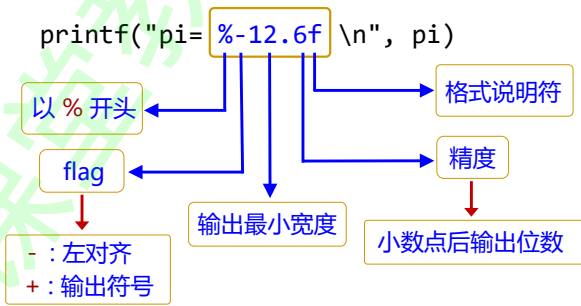 printf("pi= %-12.6f \n", pi)
以 % 开头
格式说明符
flag
精度
输出最小宽度
小数点后输出位数
- : 左对齐
+ : 输出符号